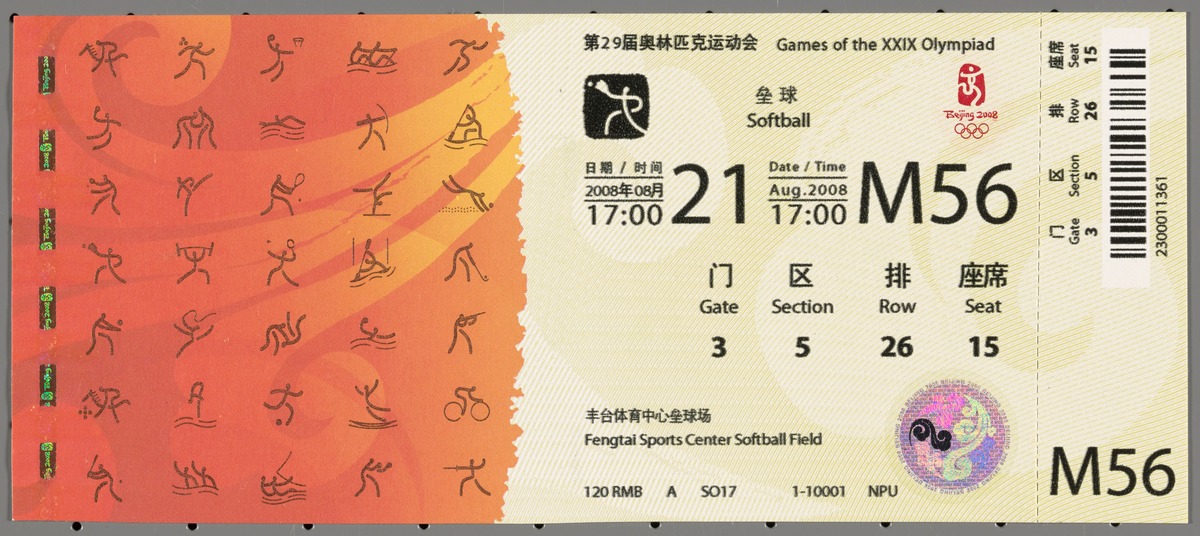 第29届奥林匹克运动会 Games of the XXIX Olympiad
垒球
Softball
Beijing 2008
日期 / 时间
2008年08月
17:00
21
Date / Time
Aug.2008
17:00
M56
门 区 排 座席
Gate Section Row Seat
3 5 26 15
丰台体育中心垒球场
Fengtai Sports Center Softball Field
120 RMB A SO17 1-10001 NPU
座席 Seat 15
排 Row 26
区 Section 5
门 Gate 3
2300011361
M56